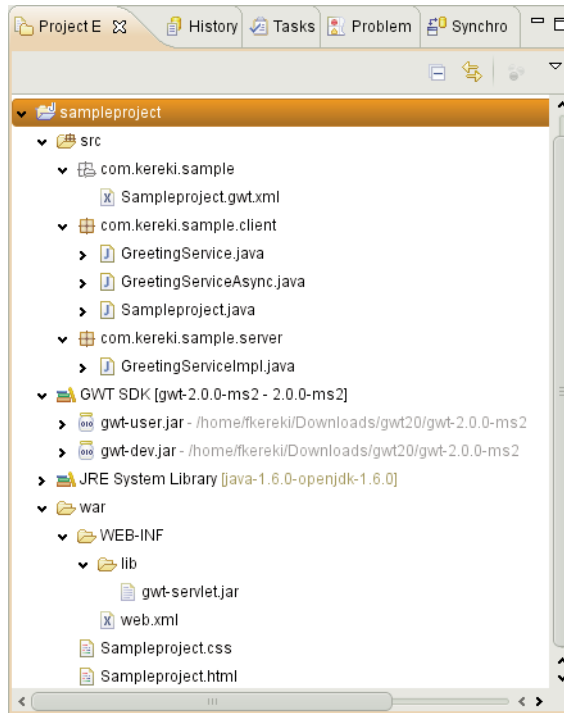 Project E History Tasks Problem Synchro
sampleproject
src
com.kereki.sample
Sampleproject.gwt.xml
com.kereki.sample.client
GreetingService.java
GreetingServiceAsync.java
Sampleproject.java
com.kereki.sample.server
GreetingServiceImpl.java
GWT SDK [gwt-2.0.0-ms2 - 2.0.0-ms2]
gwt-user.jar - /home/fkereki/Downloads/gwt20/gwt-2.0.0-ms2
gwt-dev.jar - /home/fkereki/Downloads/gwt20/gwt-2.0.0-ms2
JRE System Library [java-1.6.0-openjdk-1.6.0]
war
WEB-INF
lib
gwt-servlet.jar
web.xml
Sampleproject.css
Sampleproject.html